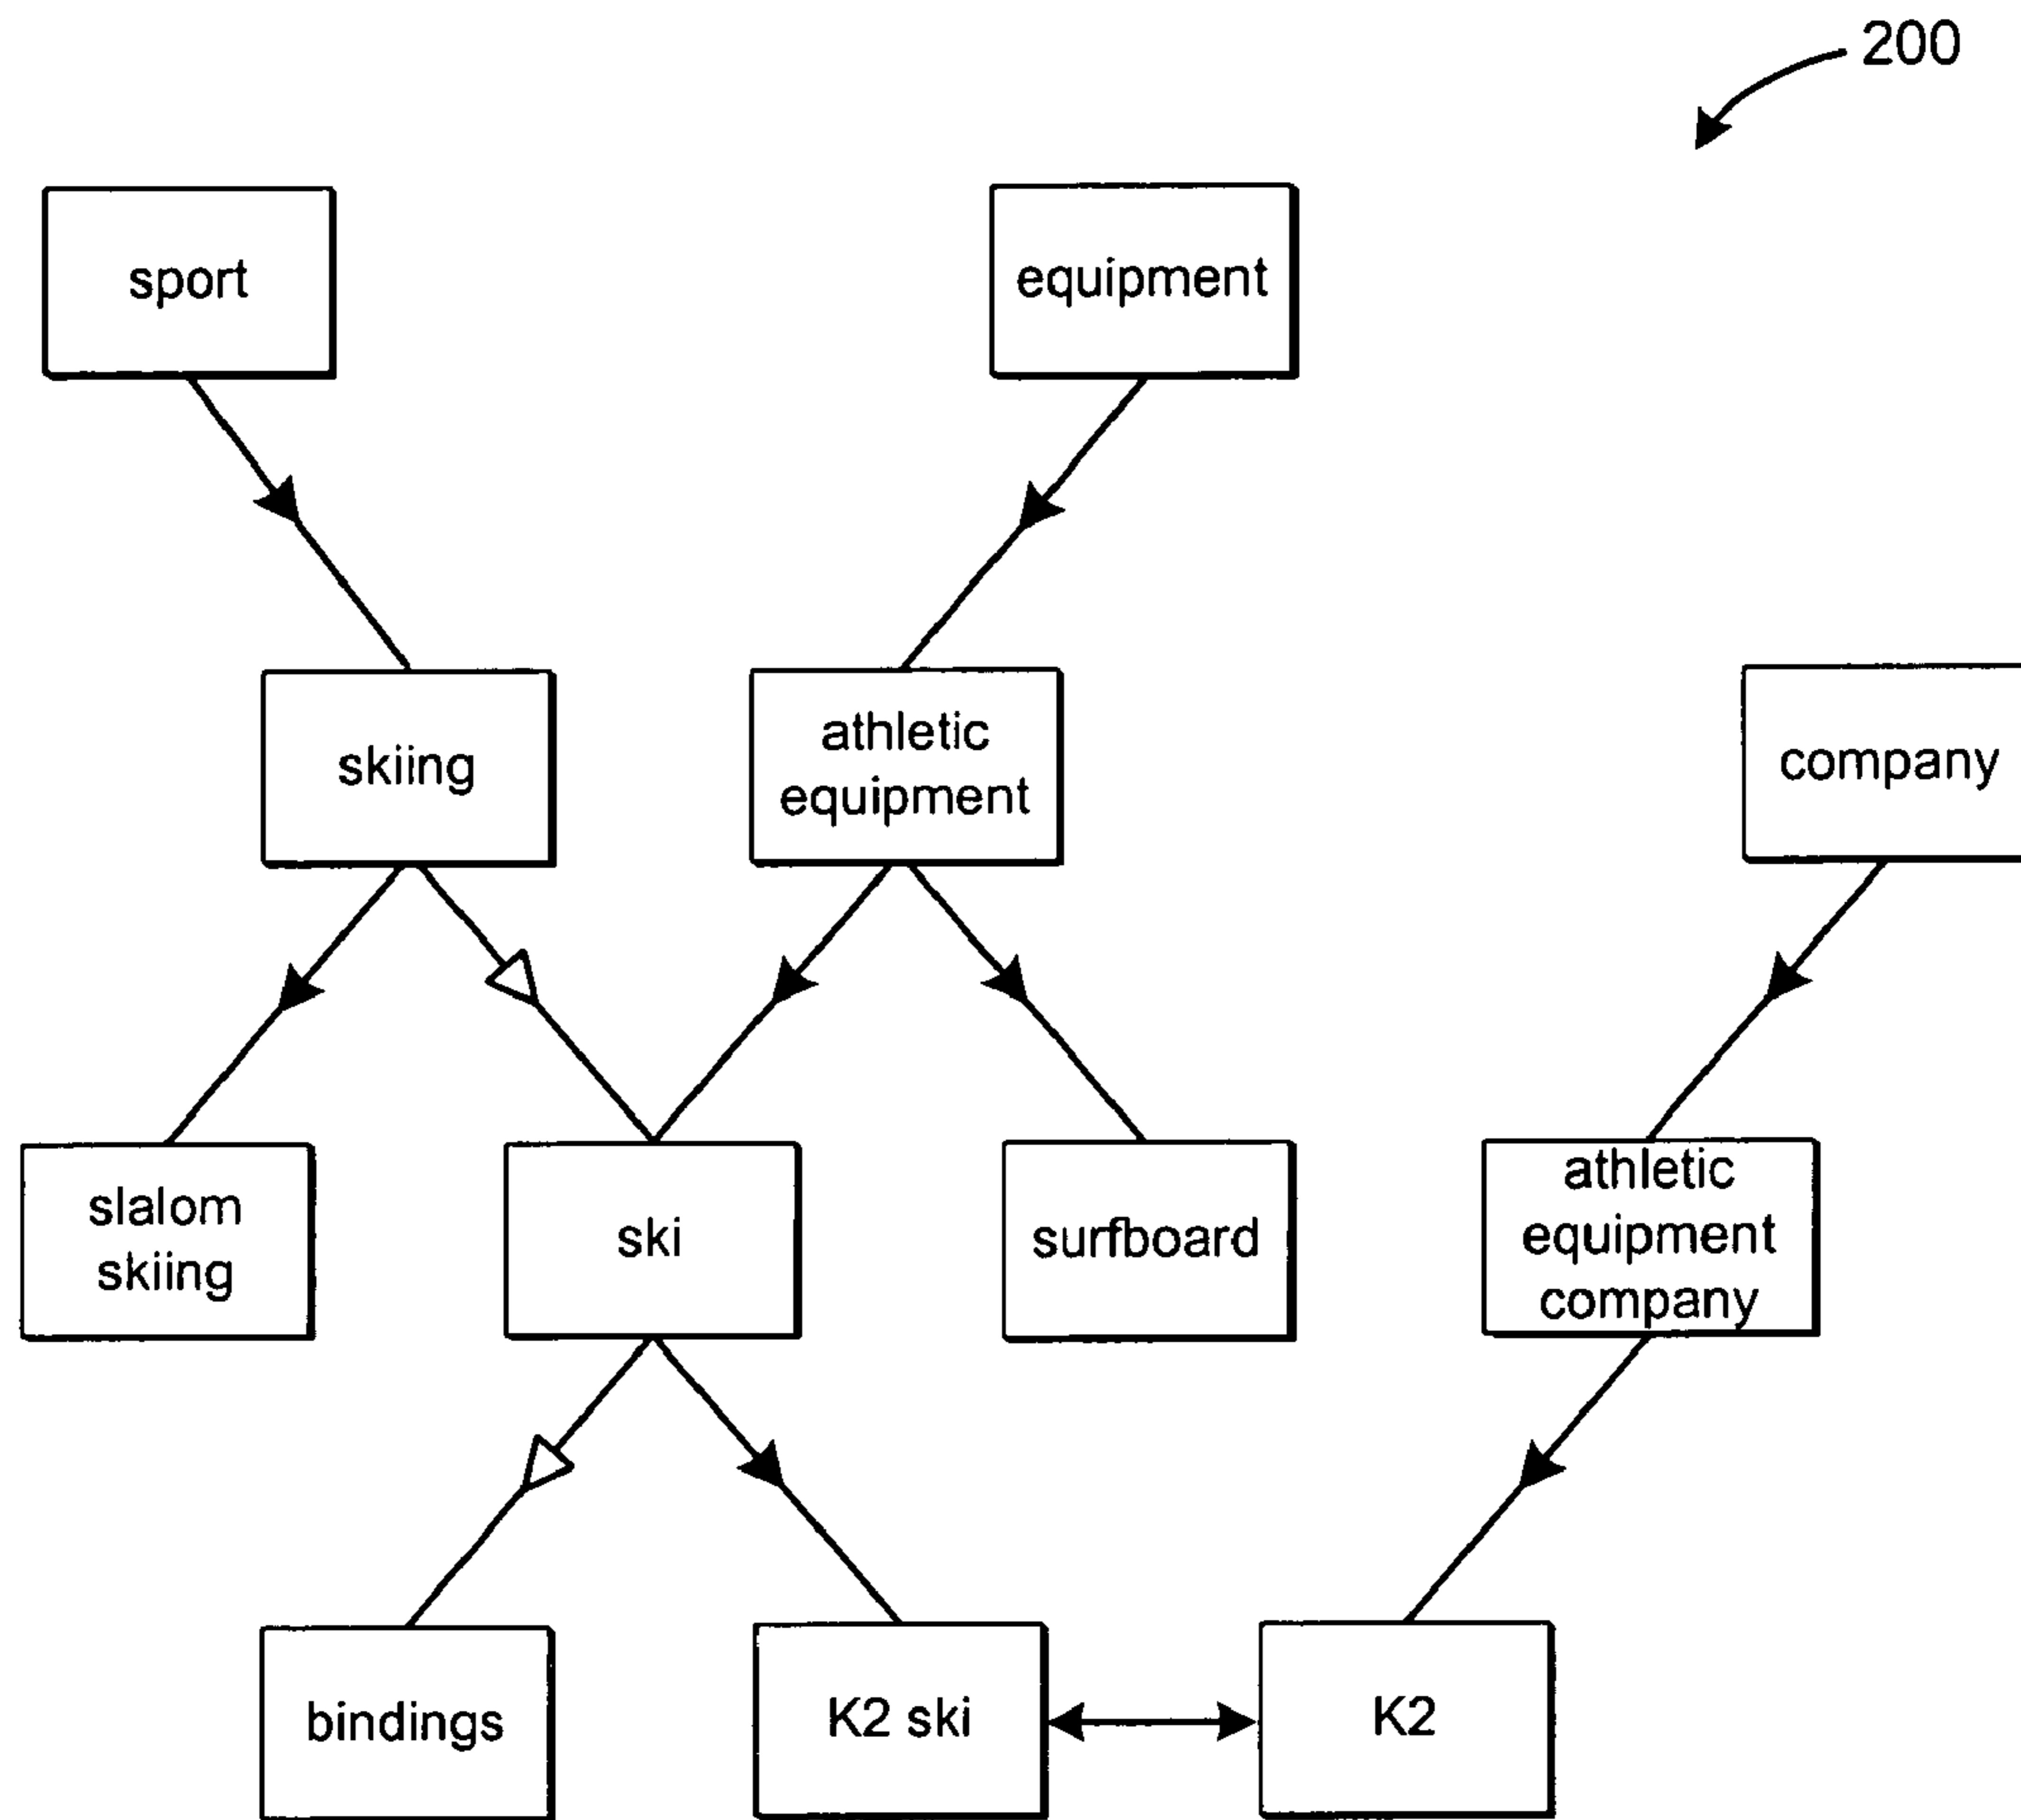 200
sport
equipment
skiing
athletic
equipment
company
slalom
skiing
ski
surfboard
athletic
equipment
company
bindings
K2 ski
K2